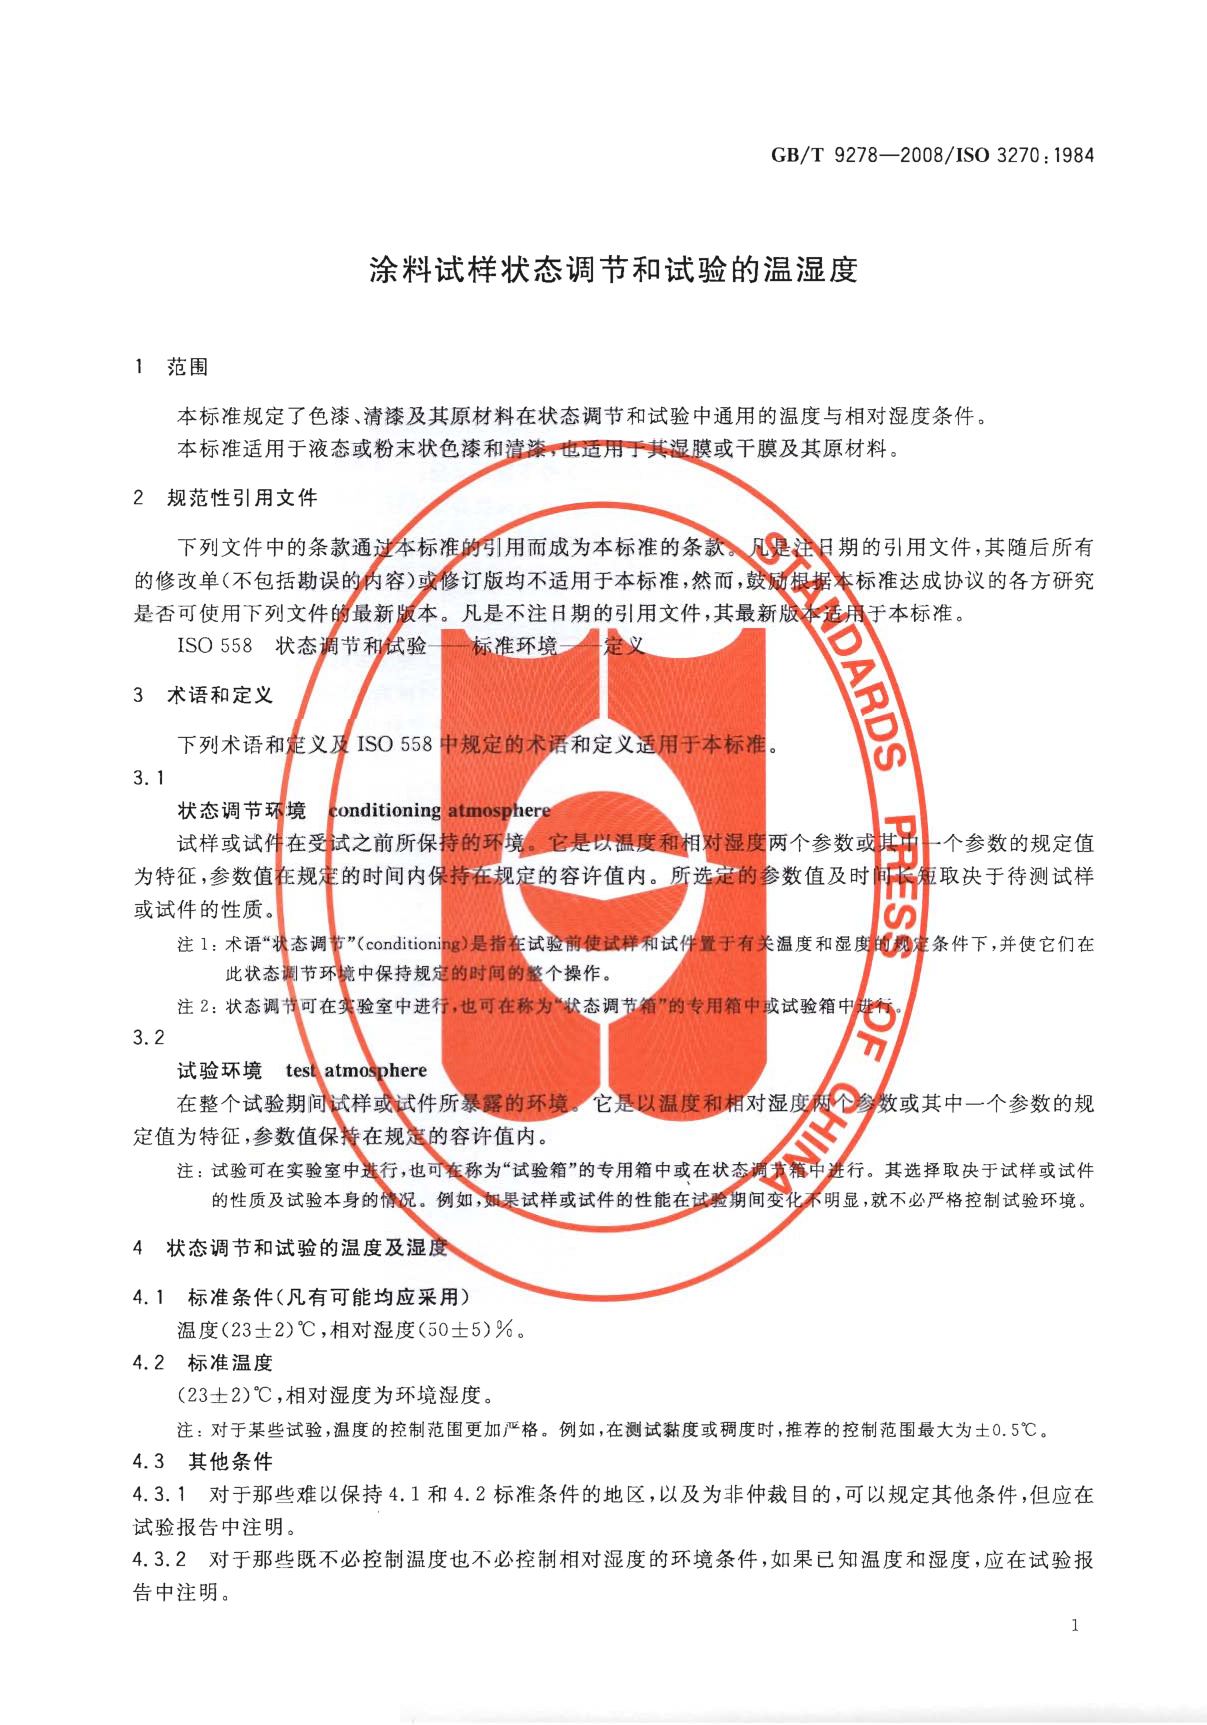 GB/T 9278—2008/ISO 3270:1984
涂料试样状态调节和试验的温湿度
1 范围
本标准规定了色漆、清漆及其原材料在状态调节和试验中通用的温度与相对湿度条件。
本标准适用于液态或粉末状色漆和清漆,也适用于其湿膜或干膜及其原材料。
2 规范性引用文件
下列文件中的条款通过本标准的引用而成为本标准的条款。凡是注日期的引用文件,其随后所有
的修改单(不包括勘误的内容)或修订版均不适用于本标准,然而,鼓励根据本标准达成协议的各方研究
是否可使用下列文件的最新版本。凡是不注日期的引用文件,其最新版本适用于本标准。
ISO 558 状态调节和试验——标准环境——定义
3 术语和定义
下列术语和定义及 ISO 558 中规定的术语和定义适用于本标准。
3.1
状态调节环境 conditioning atmosphere
试样或试件在受试之前所保持的环境。它是以温度和相对湿度两个参数或其中一个参数的规定值
为特征,参数值在规定的时间内保持在规定的容许值内。所选定的参数值及时间长短取决于待测试样
或试件的性质。
注 1: 术语“状态调节”(conditioning)是指在试验前使试样和试件置于有关温度和湿度的规定条件下,并使它们在
此状态调节环境中保持规定的时间的整个操作。
注 2: 状态调节可在实验室中进行,也可在称为“状态调节箱”的专用箱中或试验箱中进行。
3.2
试验环境 test atmosphere
在整个试验期间试样或试件所暴露的环境。它是以温度和相对湿度两个参数或其中一个参数的规
定值为特征,参数值保持在规定的容许值内。
注: 试验可在实验室中进行,也可在称为“试验箱”的专用箱中或在状态调节箱中进行。其选择取决于试样或试件
的性质及试验本身的情况。例如,如果试样或试件的性能在试验期间变化不明显,就不必严格控制试验环境。
4 状态调节和试验的温度及湿度
4.1 标准条件(凡有可能均应采用)
温度(23±2)℃,相对湿度(50±5)%。
4.2 标准温度
(23±2)℃,相对湿度为环境湿度。
注: 对于某些试验,温度的控制范围更加严格。例如,在测试黏度或稠度时,推荐的控制范围最大为±0.5℃。
4.3 其他条件
4.3.1 对于那些难以保持 4.1 和 4.2 标准条件的地区,以及为非仲裁目的,可以规定其他条件,但应在
试验报告中注明。
4.3.2 对于那些既不必控制温度也不必控制相对湿度的环境条件,如果已知温度和湿度,应在试验报
告中注明。
1
STANDARDS PRESS OF CHINA